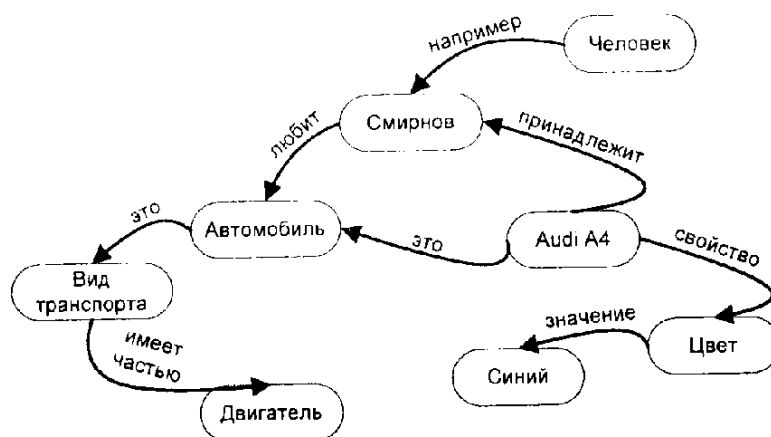 например
Человек
Смирнов
любит
принадлежит
это
Автомобиль
это
Audi A4
свойство
Вид
транспорта
значение
имеет
частью
Цвет
Синий
Двигатель